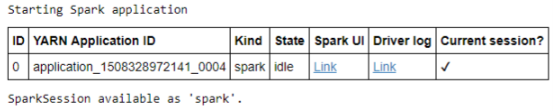 Starting Spark application
ID YARN Application ID Kind State Spark UI Driver log Current session?
0 application_1508328972141_0004 spark idle Link Link ✓
SparkSession available as 'spark'.